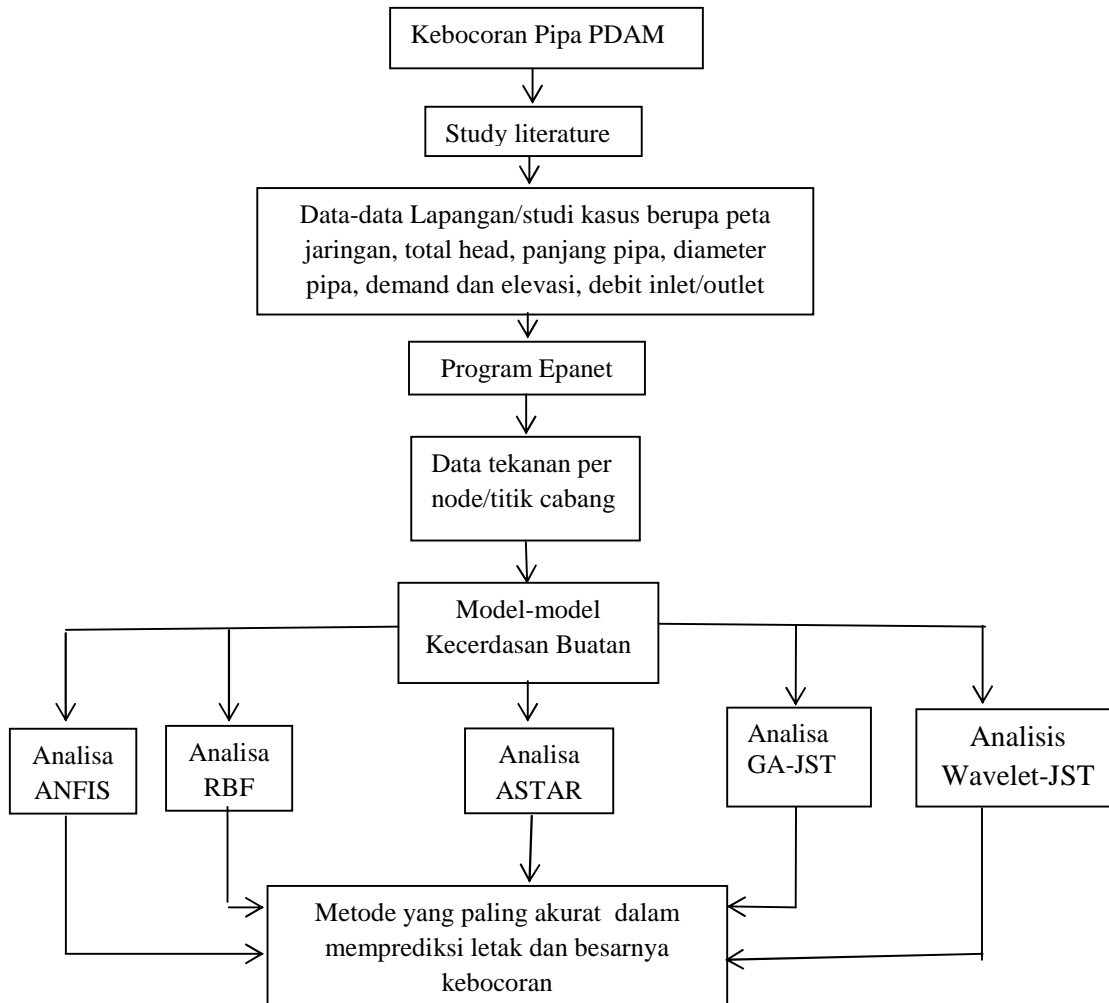 Kebocoran Pipa PDAM
Study literature
Data-data Lapangan/studi kasus berupa peta
jaringan, total head, panjang pipa, diameter
pipa, demand dan elevasi, debit inlet/outlet
Program Epanet
Data tekanan per
node/titik cabang
Model-model
Kecerdasan Buatan
Analisa
ANFIS
Analisa
RBF
Analisa
ASTAR
Analisa
GA-JST
Analisis
Wavelet-JST
Metode yang paling akurat dalam
memprediksi letak dan besarnya
kebocoran